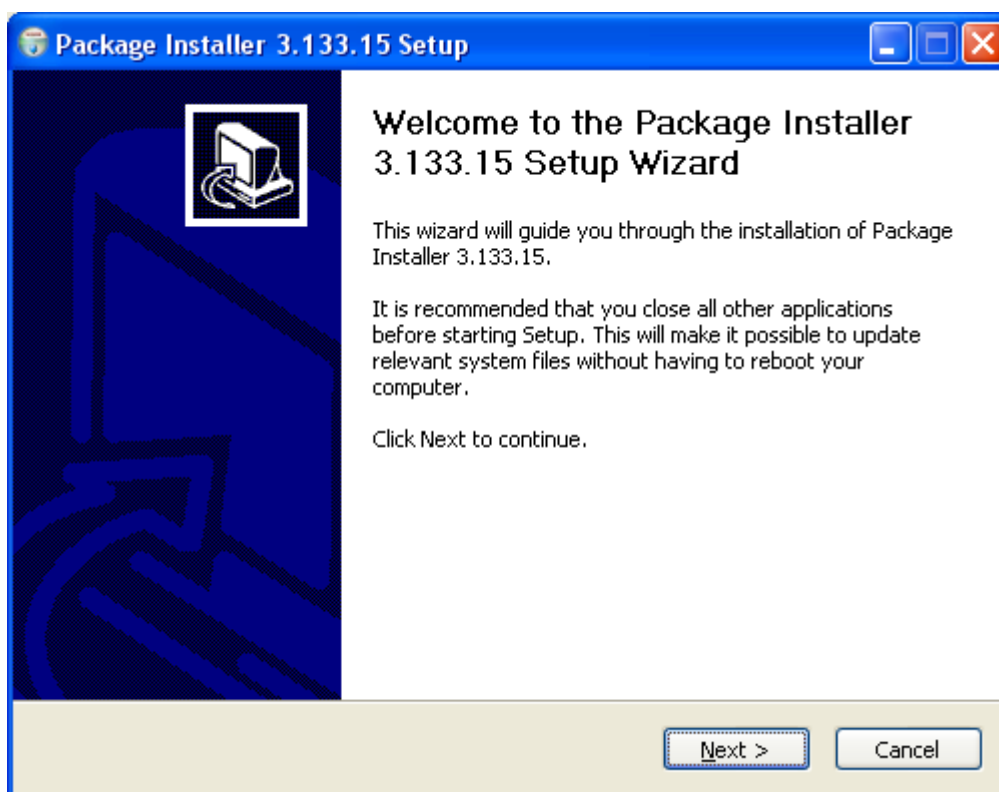 Package Installer 3.133.15 Setup
Welcome to the Package Installer
3.133.15 Setup Wizard
This wizard will guide you through the installation of Package
Installer 3.133.15.
It is recommended that you close all other applications
before starting Setup. This will make it possible to update
relevant system files without having to reboot your
computer.
Click Next to continue.
Next >
Cancel